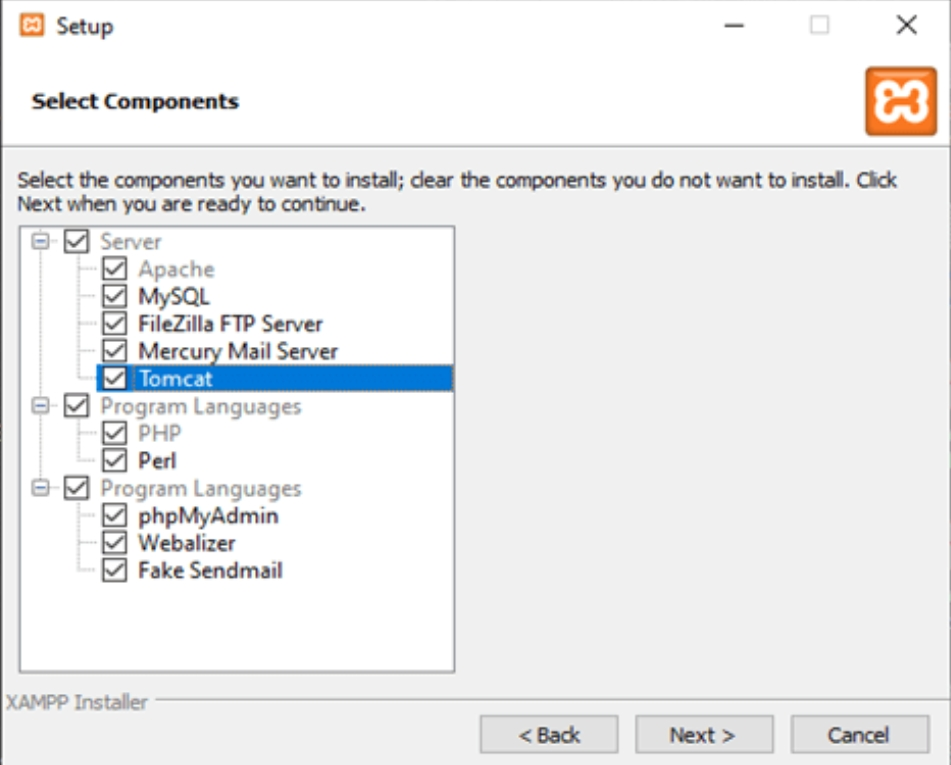 Setup
Select Components
Select the components you want to install; clear the components you do not want to install. Click
Next when you are ready to continue.
Server
Apache
MySQL
FileZilla FTP Server
Mercury Mail Server
Tomcat
Program Languages
PHP
Perl
Program Languages
phpMyAdmin
Webalizer
Fake Sendmail
XAMPP Installer
< Back
Next >
Cancel